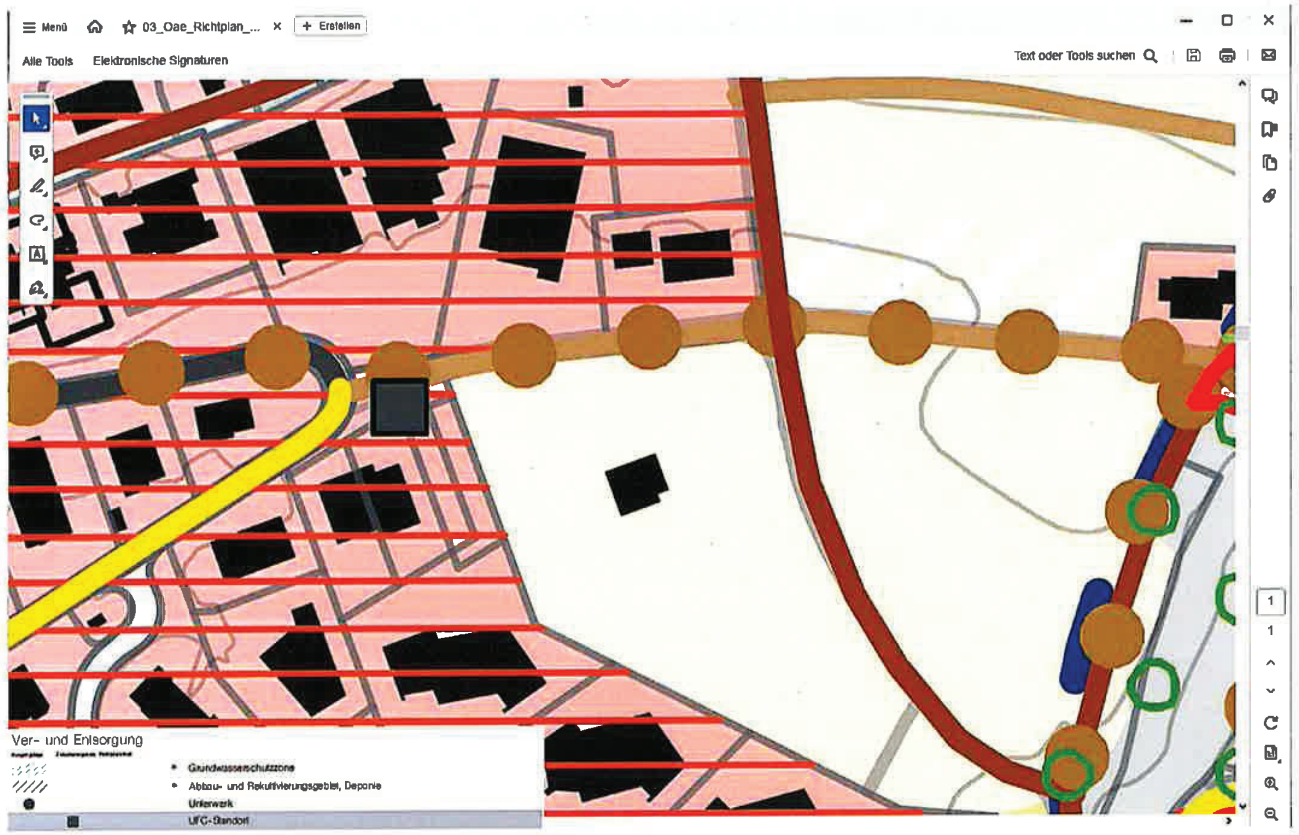 Menü
03_Oae_Richtplan_...
Erstellen
Alle Tools
Elektronische Signaturen
Text oder Tools suchen
1
1
Ver- und Entsorgung
Grundwasserschutzzone
Abbau- und Rekultivierungsgebiet, Deponie
Unterwerk
UFC-Standort